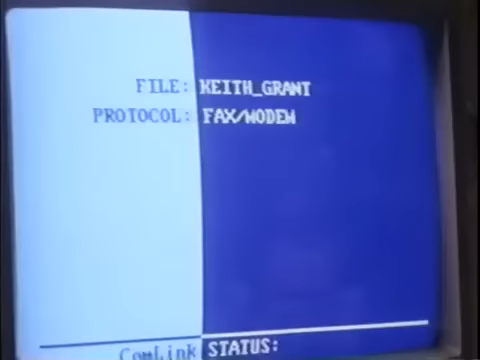 FILE: KEITH_GRANT
PROTOCOL: FAX/MODEM
ComLink STATUS: